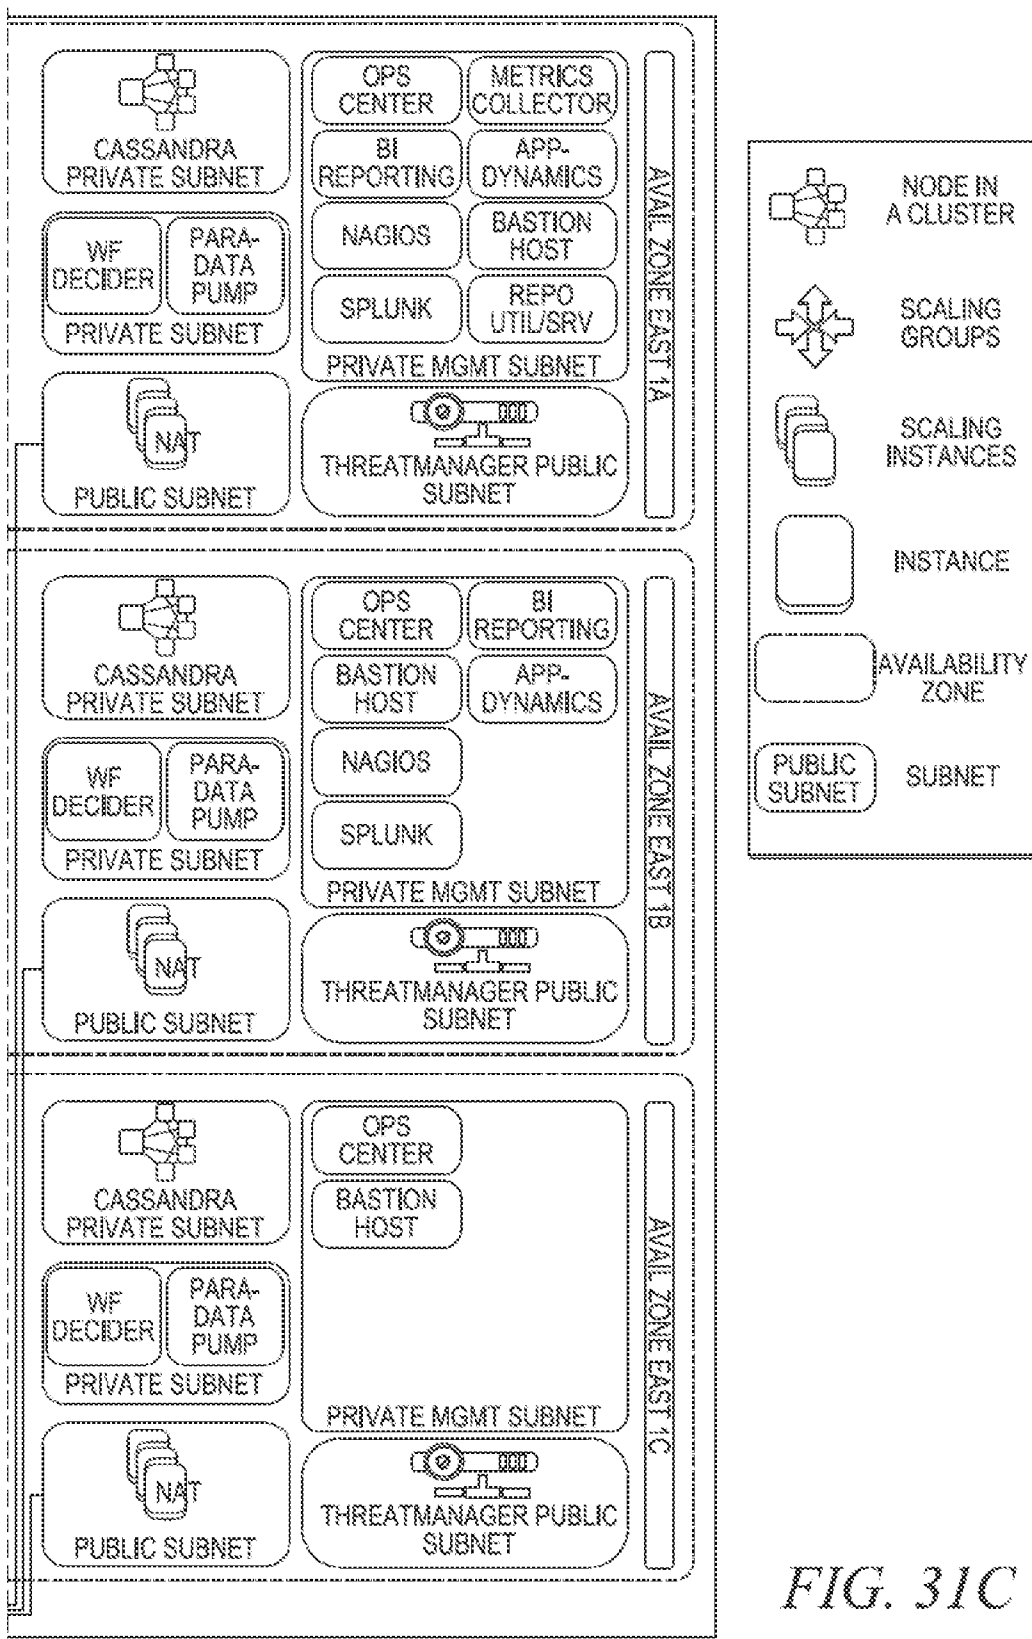 CASSANDRA
PRIVATE SUBNET
WF
DECIDER
PARA-
DATA
PUMP
PRIVATE SUBNET
NAT
PUBLIC SUBNET
OPS
CENTER
METRICS
COLLECTOR
BI
REPORTING
APP-
DYNAMICS
NAGIOS
BASTION
HOST
SPLUNK
REPO
UTIL/SRV
PRIVATE MGMT SUBNET
THREATMANAGER PUBLIC
SUBNET
AVAIL ZONE EAST 1A
CASSANDRA
PRIVATE SUBNET
WF
DECIDER
PARA-
DATA
PUMP
PRIVATE SUBNET
NAT
PUBLIC SUBNET
OPS
CENTER
BI
REPORTING
BASTION
HOST
APP-
DYNAMICS
NAGIOS
SPLUNK
PRIVATE MGMT SUBNET
THREATMANAGER PUBLIC
SUBNET
AVAIL ZONE EAST 1B
CASSANDRA
PRIVATE SUBNET
WF
DECIDER
PARA-
DATA
PUMP
PRIVATE SUBNET
NAT
PUBLIC SUBNET
OPS
CENTER
BASTION
HOST
PRIVATE MGMT SUBNET
THREATMANAGER PUBLIC
SUBNET
AVAIL ZONE EAST 1C
NODE IN
A CLUSTER
SCALING
GROUPS
SCALING
INSTANCES
INSTANCE
AVAILABILITY
ZONE
PUBLIC
SUBNET
SUBNET
FIG. 31C